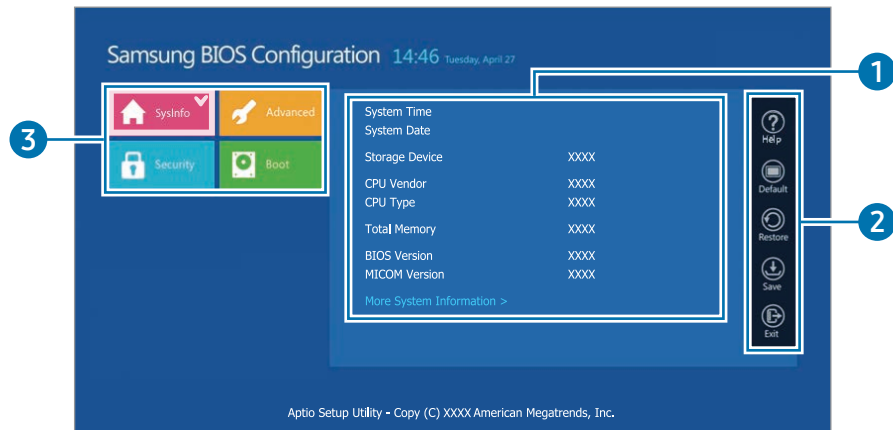 Samsung BIOS Configuration 14:46 Tuesday, April 27
1
SysInfo
Advanced
3
Security
Boot
System Time
System Date
Storage Device XXXX
CPU Vendor XXXX
CPU Type XXXX
Total Memory XXXX
BIOS Version XXXX
MICOM Version XXXX
More System Information >
Help
Default
2
Restore
Save
Exit
Aptio Setup Utility - Copy (C) XXXX American Megatrends, Inc.